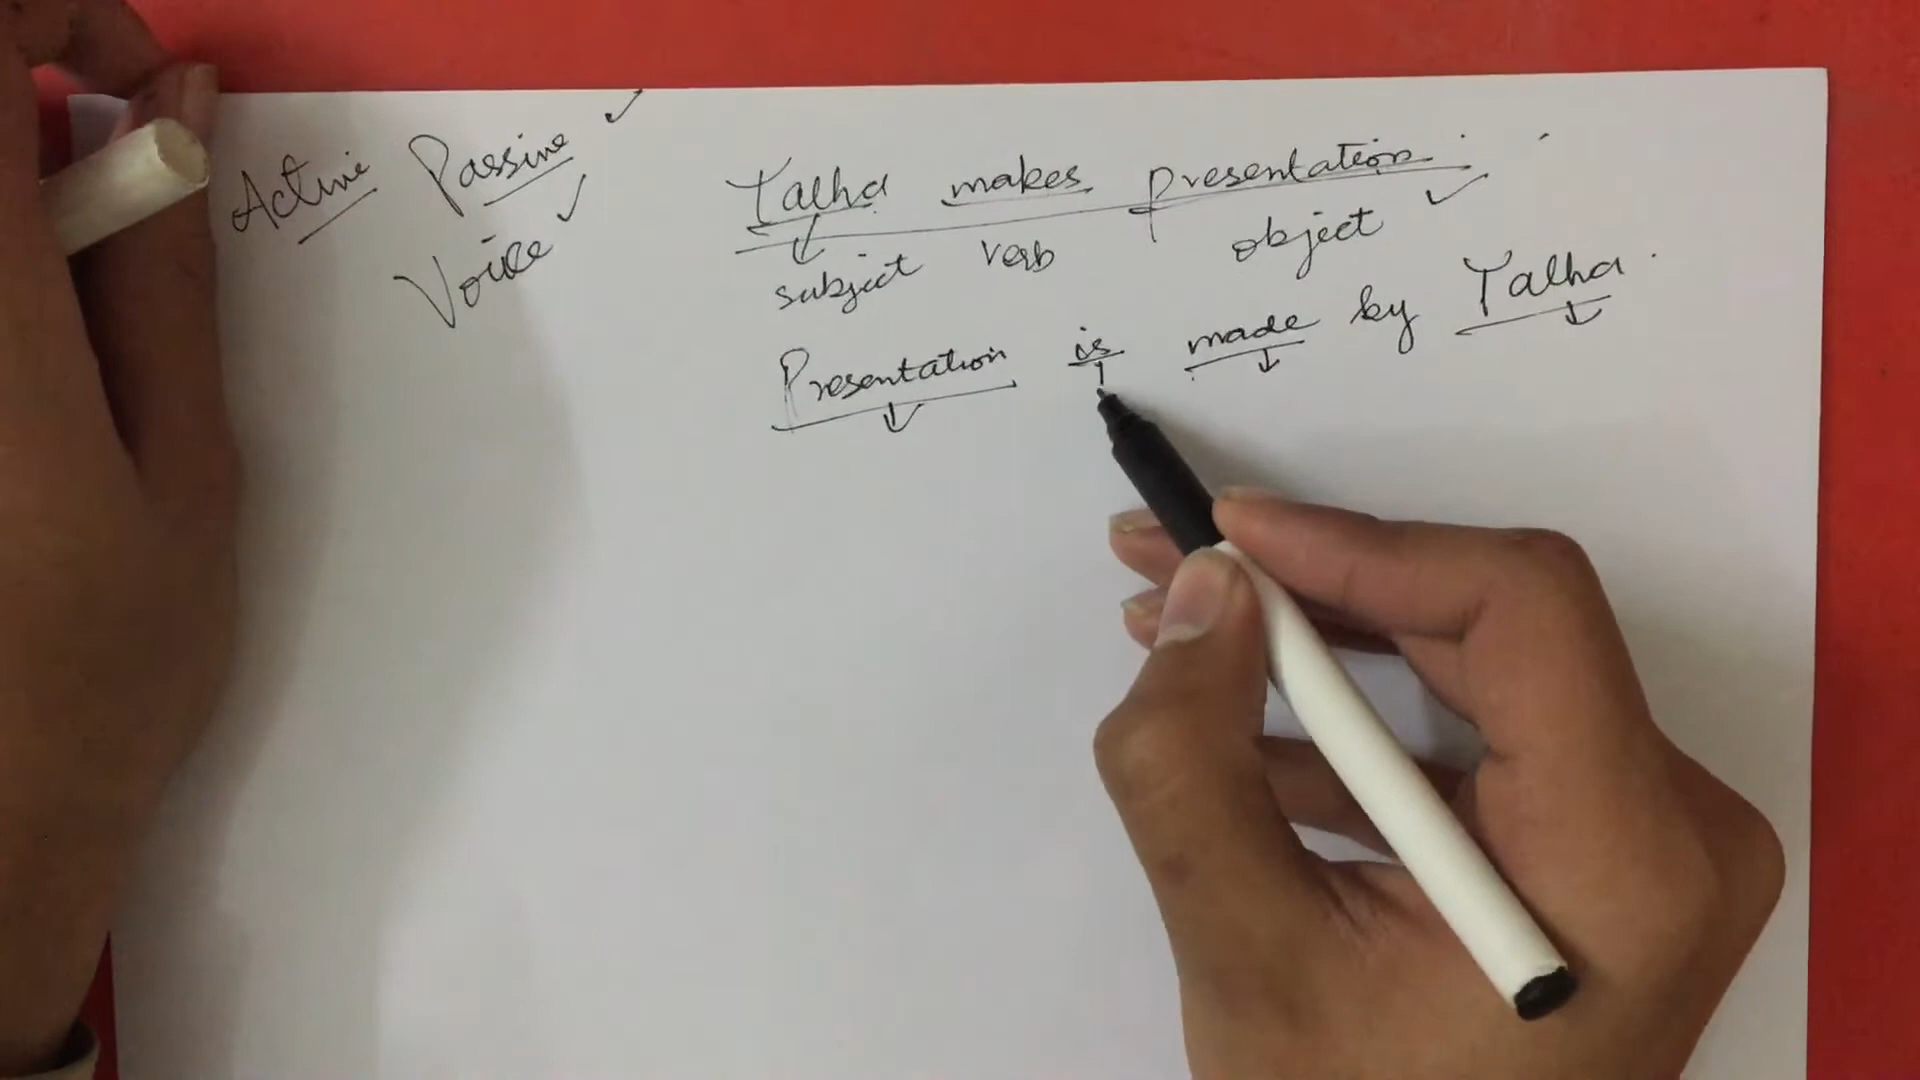 Active Passive
Voice
Talha makes presentation.
subject verb object
Presentation is made by Talha.